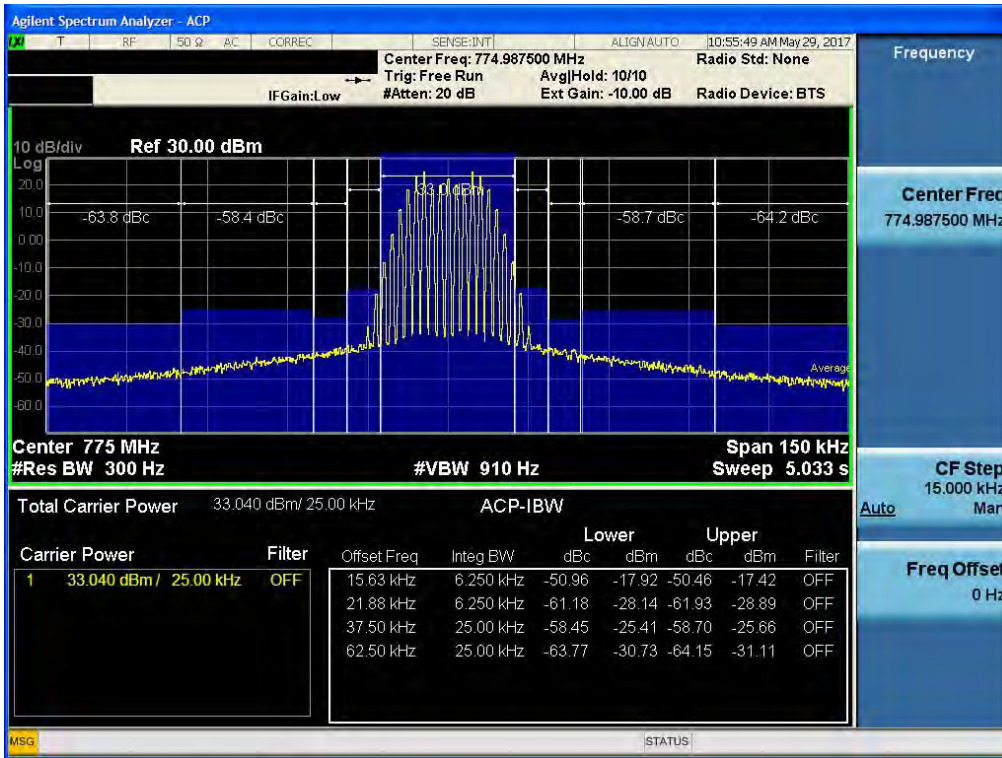 Agilent Spectrum Analyzer - ACP
LXI T RF 50 Ω AC CORREC SENSE:INT ALIGN AUTO 10:55:49 AM May 29, 2017
Center Freq: 774.987500 MHz Radio Std: None
Trig: Free Run Avg|Hold: 10/10
IFGain:Low #Atten: 20 dB Ext Gain: -10.00 dB Radio Device: BTS
10 dB/div Ref 30.00 dBm
Log
20.0
10.0
0.00
-10.0
-20.0
-30.0
-40.0
-50.0
-60.0
-63.8 dBc -58.4 dBc 33.0 dBm -58.7 dBc -64.2 dBc
Average
Center 775 MHz Span 150 kHz
#Res BW 300 Hz #VBW 910 Hz Sweep 5.033 s
Total Carrier Power 33.040 dBm/ 25.00 kHz ACP-IBW
Lower Upper
Carrier Power Filter Offset Freq Integ BW dBc dBm dBc dBm Filter
1 33.040 dBm / 25.00 kHz OFF 15.63 kHz 6.250 kHz -50.96 -17.92 -50.46 -17.42 OFF
21.88 kHz 6.250 kHz -61.18 -28.14 -61.93 -28.89 OFF
37.50 kHz 25.00 kHz -58.45 -25.41 -58.70 -25.66 OFF
62.50 kHz 25.00 kHz -63.77 -30.73 -64.15 -31.11 OFF
MSG STATUS
Frequency
Center Freq
774.987500 MHz
CF Step
15.000 kHz
Auto Man
Freq Offset
0 Hz